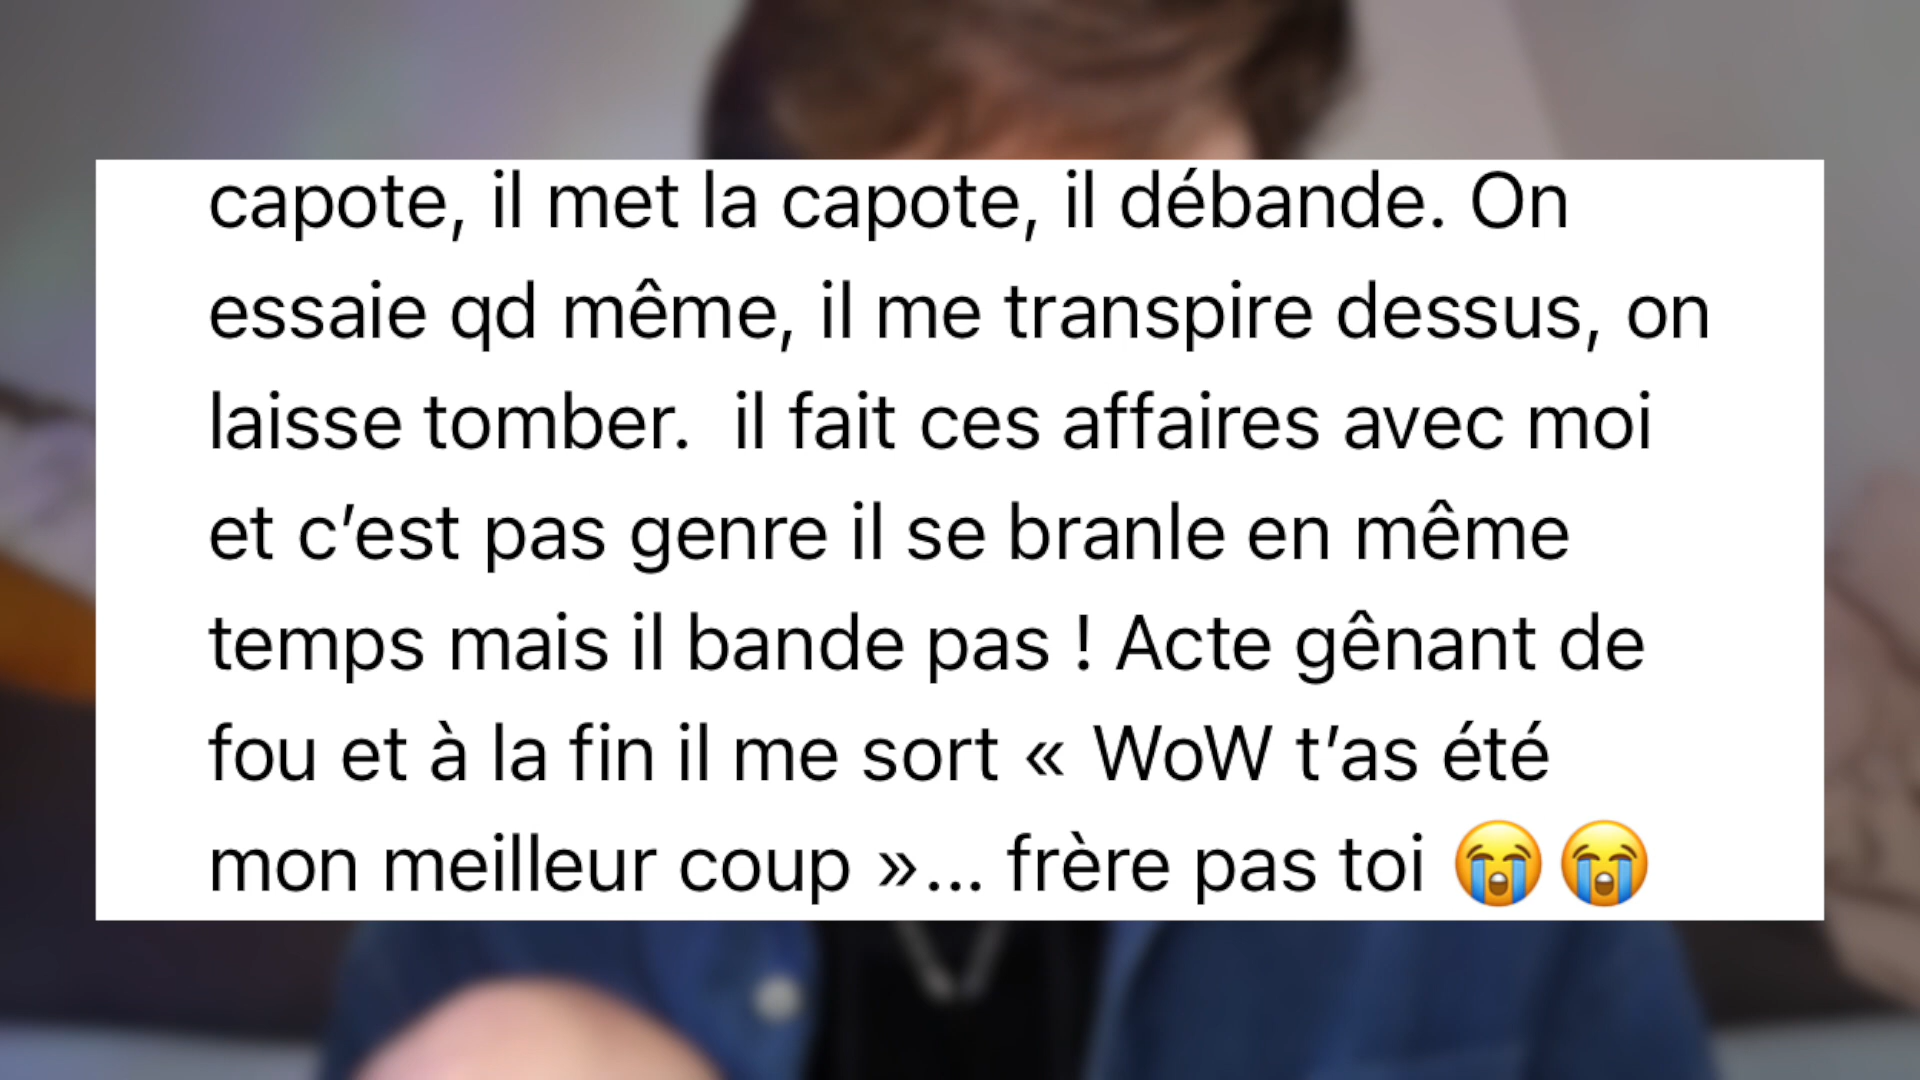 capote, il met la capote, il débande. On
essaie qd même, il me transpire dessus, on
laisse tomber.  il fait ces affaires avec moi
et c’est pas genre il se branle en même
temps mais il bande pas ! Acte gênant de
fou et à la fin il me sort « WoW t’as été
mon meilleur coup »... frère pas toi 😭😭